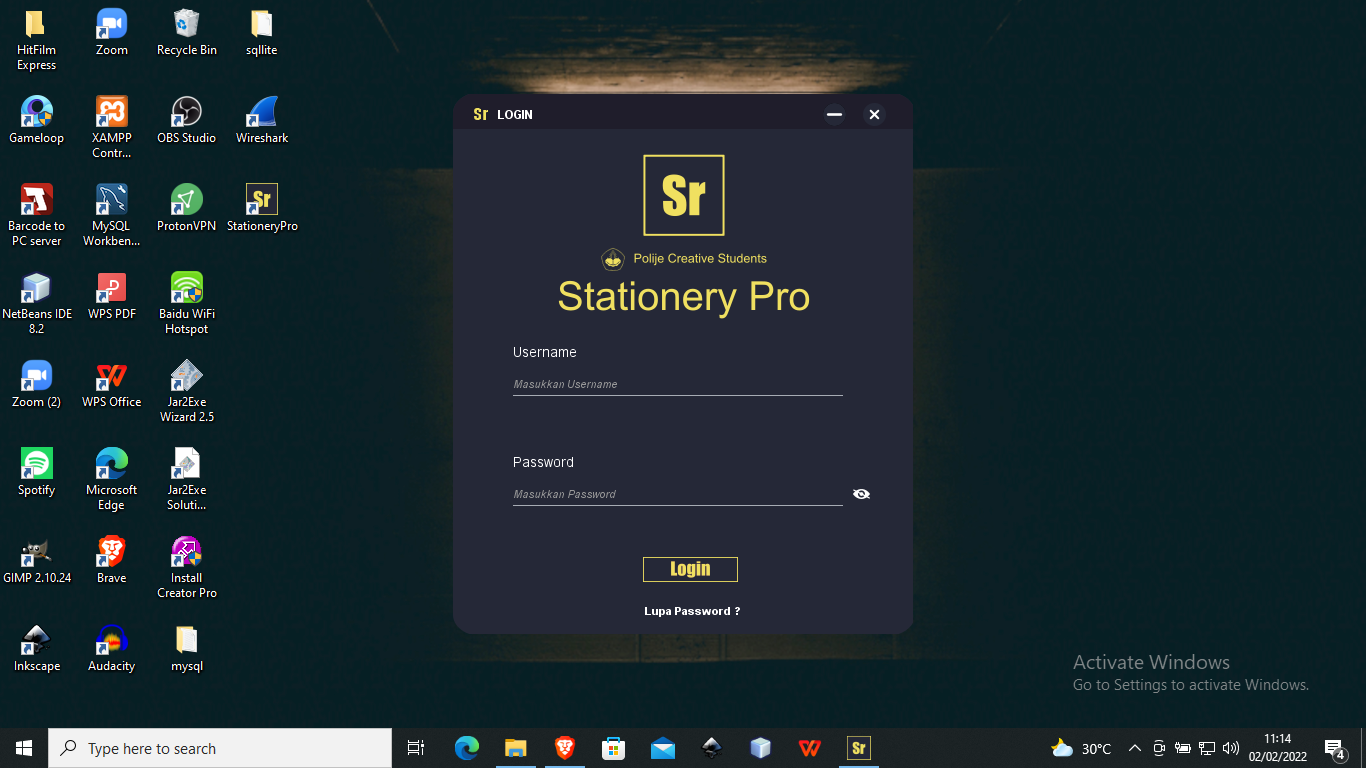 HitFilm
Express
Zoom
Recycle Bin
sqllite
Gameloop
XAMPP
Contr...
OBS Studio
Wireshark
Barcode to
PC server
MySQL
Workben...
ProtonVPN
Sr
StationeryPro
NetBeans IDE
8.2
WPS PDF
Baidu WiFi
Hotspot
Zoom (2)
WPS Office
Jar2Exe
Wizard 2.5
Spotify
Microsoft
Edge
Jar2Exe
Soluti...
GIMP 2.10.24
Brave
Install
Creator Pro
Inkscape
Audacity
mysql
Sr LOGIN
Sr
Polije Creative Students
Stationery Pro
Username
Masukkan Username
Password
Masukkan Password
Login
Lupa Password ?
Activate Windows
Go to Settings to activate Windows.
Type here to search
Sr
30°C
11:14
02/02/2022
4